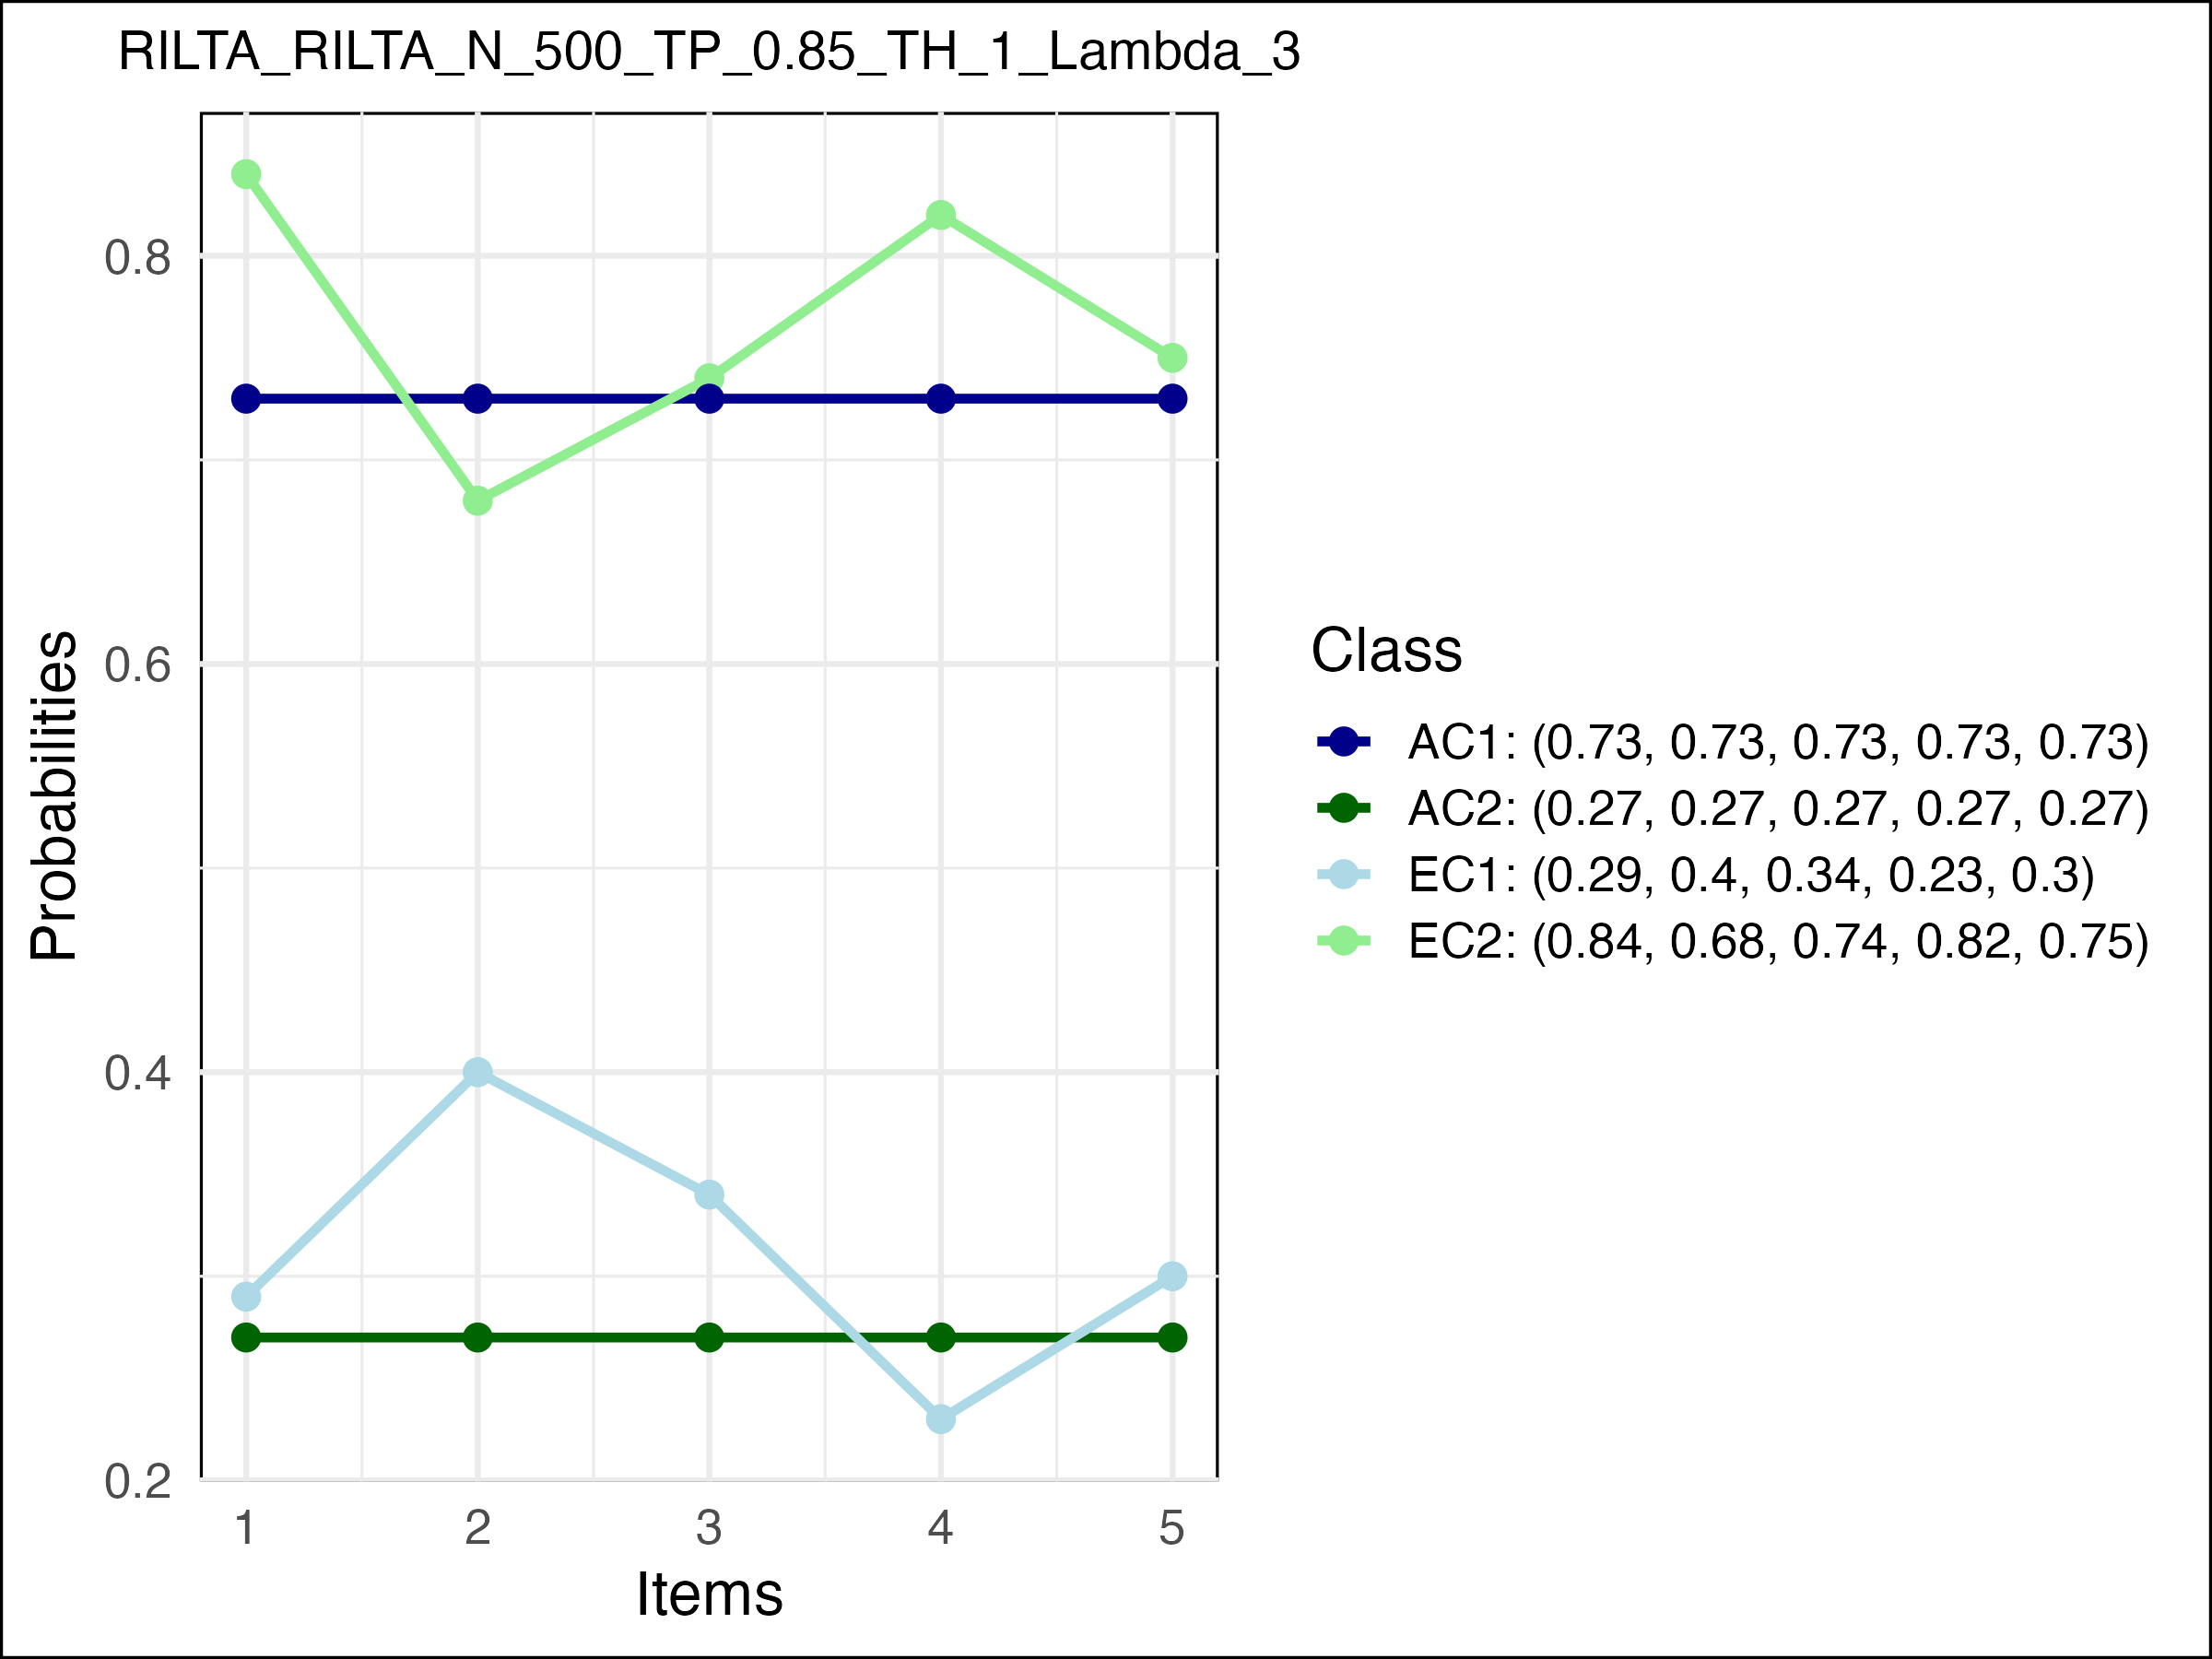 RILTA_RILTA_N_500_TP_0.85_TH_1_Lambda_3
Probabilities
0.8
0.6
0.4
0.2
1 2 3 4 5
Items
Class
AC1: (0.73, 0.73, 0.73, 0.73, 0.73)
AC2: (0.27, 0.27, 0.27, 0.27, 0.27)
EC1: (0.29, 0.4, 0.34, 0.23, 0.3)
EC2: (0.84, 0.68, 0.74, 0.82, 0.75)